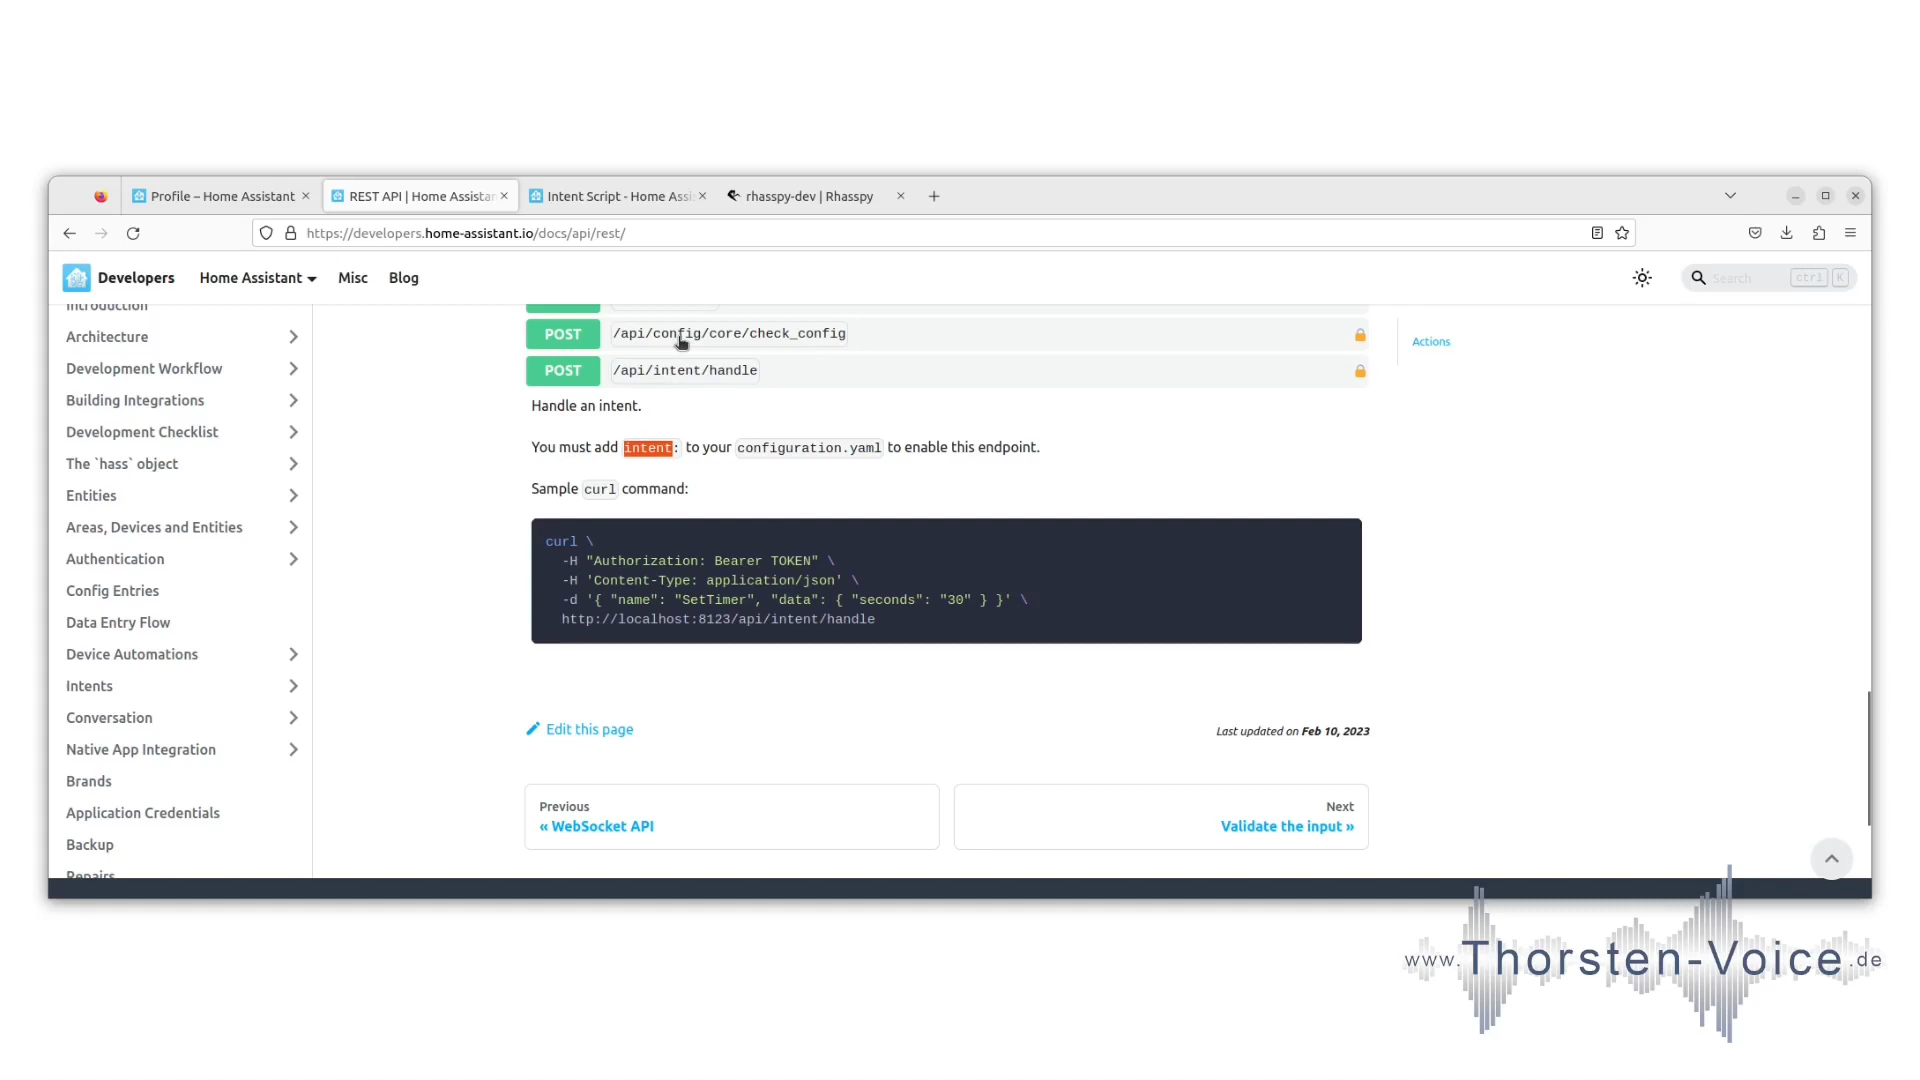 Profile – Home Assistant
REST API | Home Assistan
Intent Script - Home Assi
rhasspy-dev | Rhasspy
https://developers.home-assistant.io/docs/api/rest/
Developers
Home Assistant
Misc
Blog
Search
ctrl K
Introduction
Architecture
Development Workflow
Building Integrations
Development Checklist
The `hass` object
Entities
Areas, Devices and Entities
Authentication
Config Entries
Data Entry Flow
Device Automations
Intents
Conversation
Native App Integration
Brands
Application Credentials
Backup
Repairs
POST /api/config/core/check_config
POST /api/intent/handle
Handle an intent.
You must add intent: to your configuration.yaml to enable this endpoint.
Sample curl command:
curl \
-H "Authorization: Bearer TOKEN" \
-H 'Content-Type: application/json' \
-d '{ "name": "SetTimer", "data": { "seconds": "30" } }' \
http://localhost:8123/api/intent/handle
Edit this page
Last updated on Feb 10, 2023
Previous
« WebSocket API
Next
Validate the input »
Actions
www.Thorsten-Voice.de